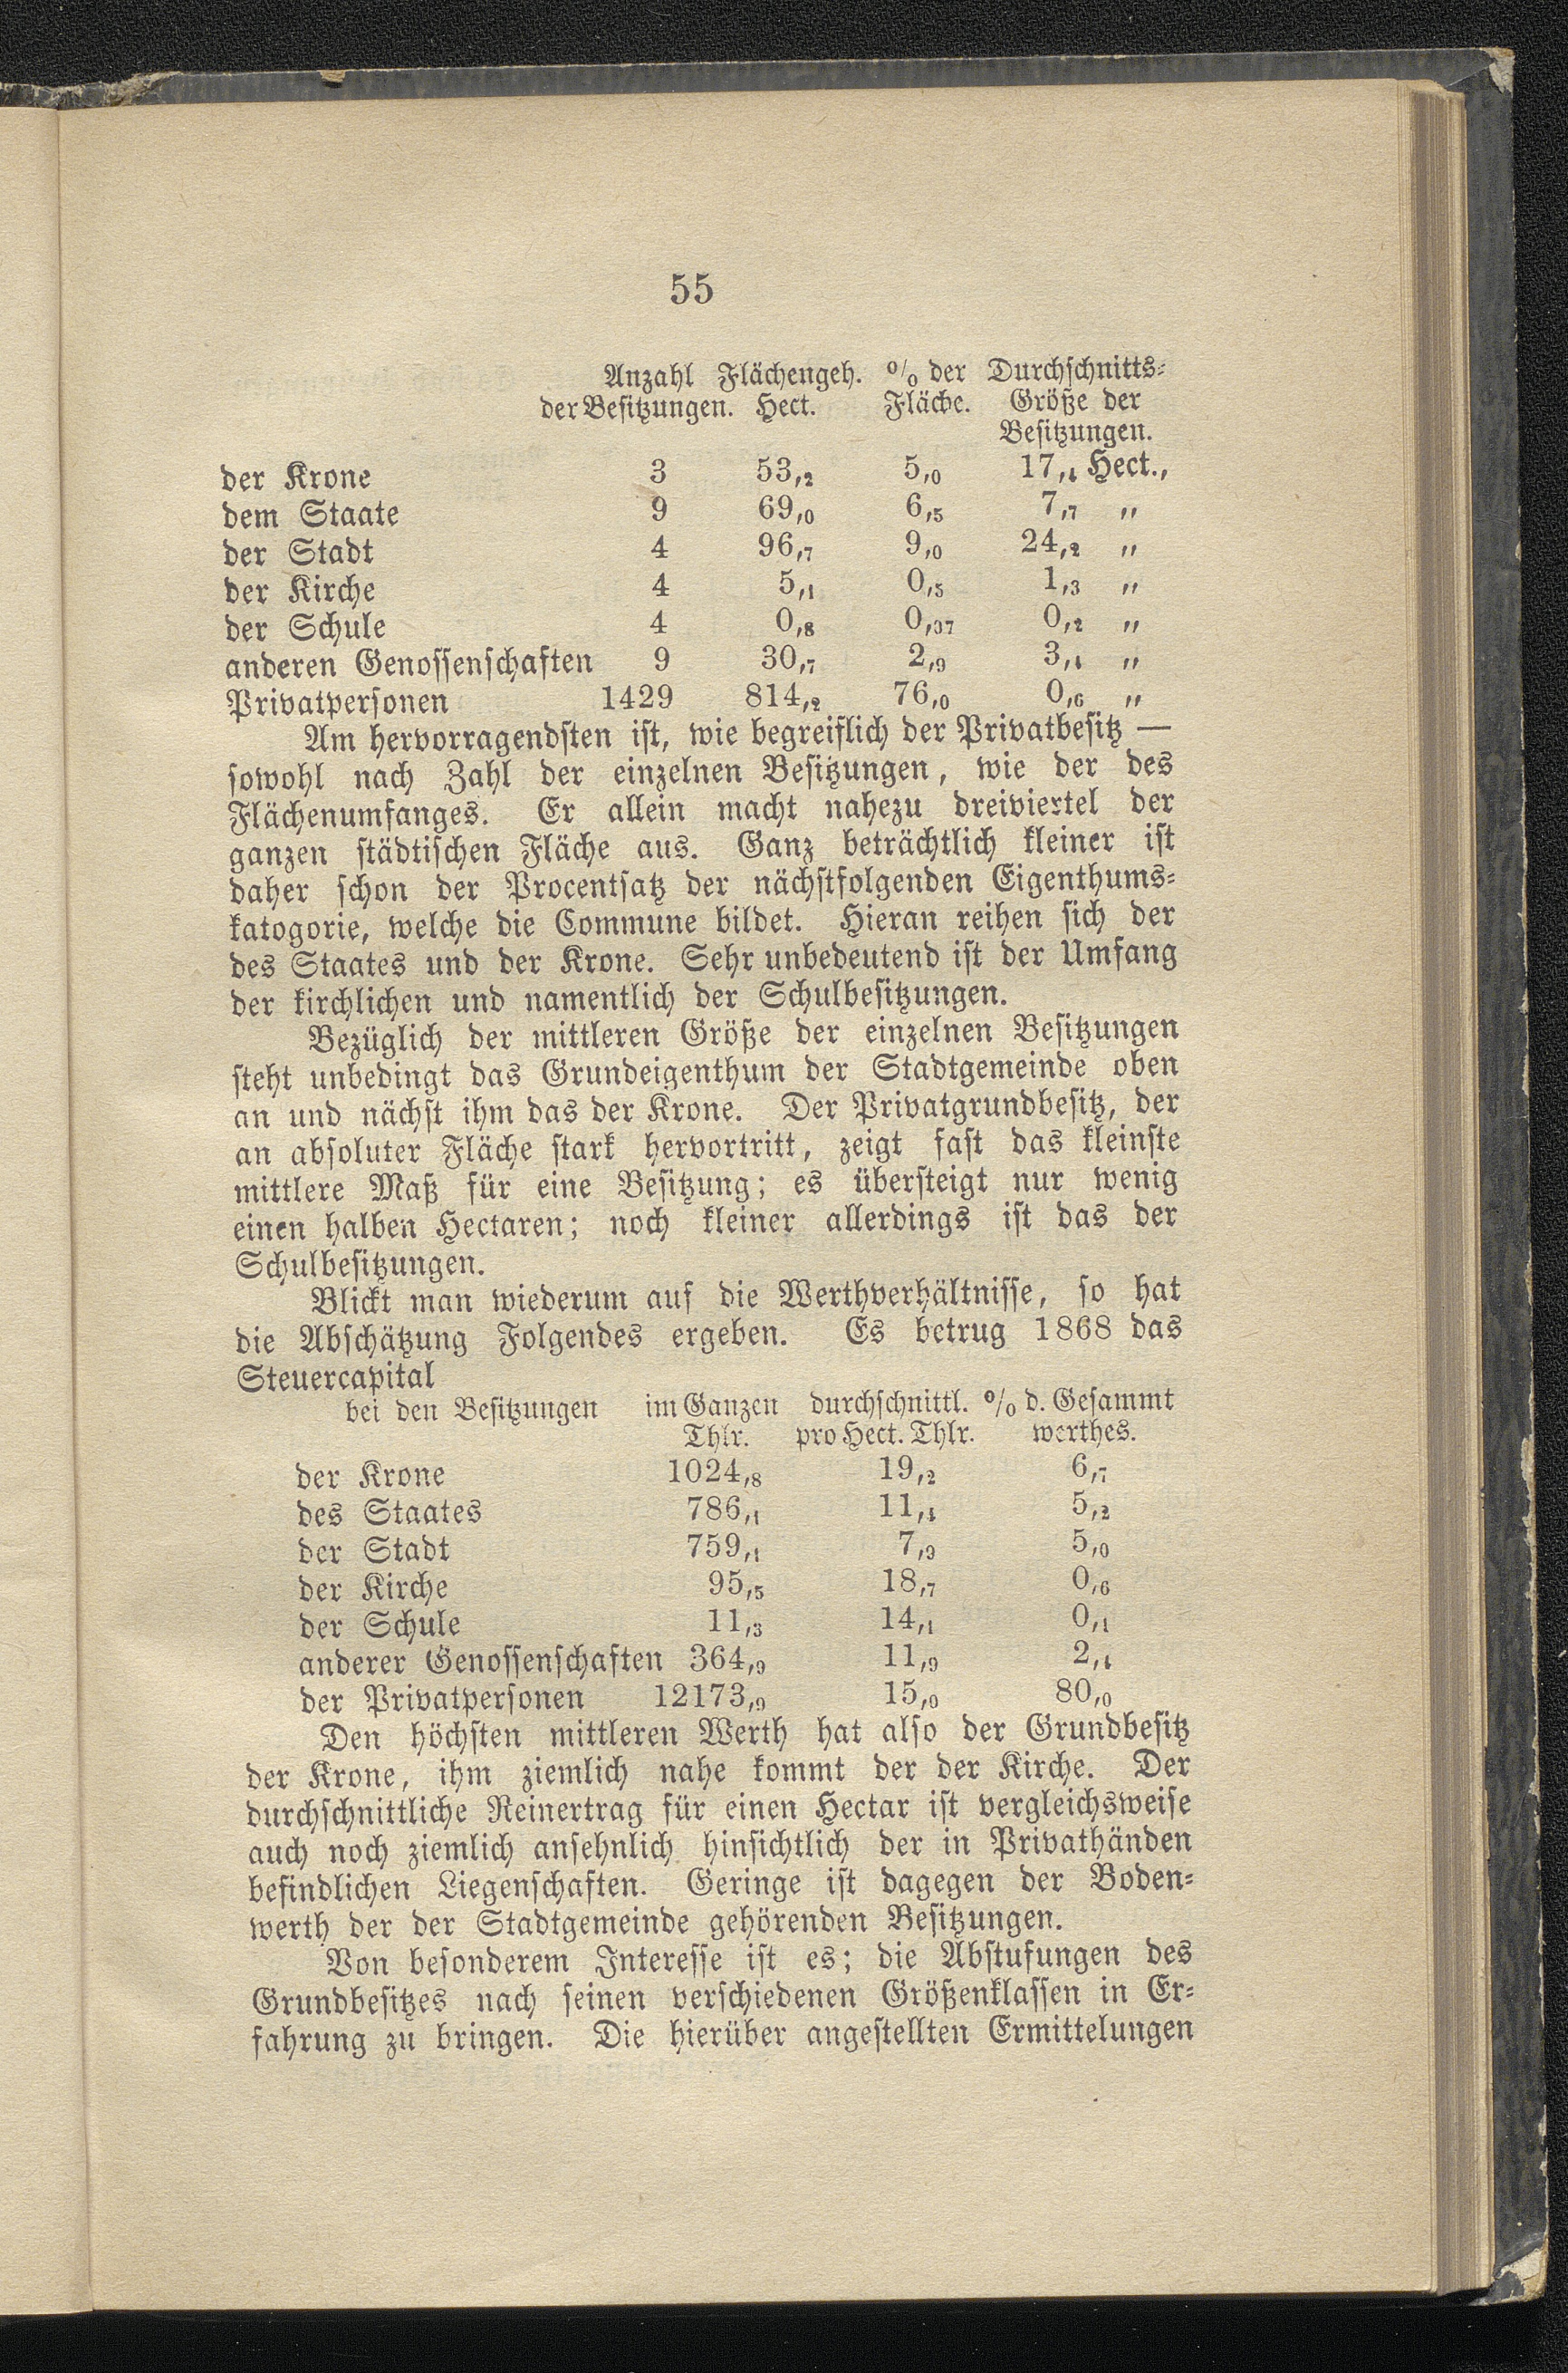 55
Anzahl Flächengeh. % der Durchschnitts-
der Besitzungen. Hect. Fläche. Größe der
Besitzungen.
der Krone 3 53,2 5,0 17,4 Hect.,
dem Staate 9 69,0 6,5 7,7 „
der Stadt 4 96,7 9,0 24,2 „
der Kirche 4 5,1 0,5 1,3 „
der Schule 4 0,8 0,07 0,2 „
anderen Genossenschaften 9 30,7 2,9 3,4 „
Privatpersonen 1429 814,2 76,0 0,6 „
Am hervorragendsten ist, wie begreiflich der Privatbesitz —
sowohl nach Zahl der einzelnen Besitzungen, wie der des
Flächenumfanges. Er allein macht nahezu dreiviertel der
ganzen städtischen Fläche aus. Ganz beträchtlich kleiner ist
daher schon der Procentsatz der nächstfolgenden Eigenthums-
katogorie, welche die Commune bildet. Hieran reihen sich der
des Staates und der Krone. Sehr unbedeutend ist der Umfang
der kirchlichen und namentlich der Schulbesitzungen.
Bezüglich der mittleren Größe der einzelnen Besitzungen
steht unbedingt das Grundeigenthum der Stadtgemeinde oben
an und nächst ihm das der Krone. Der Privatgrundbesitz, der
an absoluter Fläche stark hervortritt, zeigt fast das kleinste
mittlere Maß für eine Besitzung; es übersteigt nur wenig
einen halben Hectaren; noch kleiner allerdings ist das der
Schulbesitzungen.
Blickt man wiederum auf die Werthverhältnisse, so hat
die Abschätzung Folgendes ergeben. Es betrug 1868 das
Steuercapital
bei den Besitzungen im Ganzen durchschnittl. % d. Gesammt
Thlr. pro Hect. Thlr. werthes.
der Krone 1024,8 19,2 6,7
des Staates 786,1 11,4 5,2
der Stadt 759,1 7,9 5,0
der Kirche 95,5 18,7 0,6
der Schule 11,3 14,1 0,1
anderer Genossenschaften 364,9 11,9 2,4
der Privatpersonen 12173,9 15,0 80,0
Den höchsten mittleren Werth hat also der Grundbesitz
der Krone, ihm ziemlich nahe kommt der der Kirche. Der
durchschnittliche Reinertrag für einen Hectar ist vergleichsweise
auch noch ziemlich ansehnlich hinsichtlich der in Privathänden
befindlichen Liegenschaften. Geringe ist dagegen der Boden-
werth der der Stadtgemeinde gehörenden Besitzungen.
Von besonderem Interesse ist es; die Abstufungen des
Grundbesitzes nach seinen verschiedenen Größenklassen in Er-
fahrung zu bringen. Die hierüber angestellten Ermittelungen